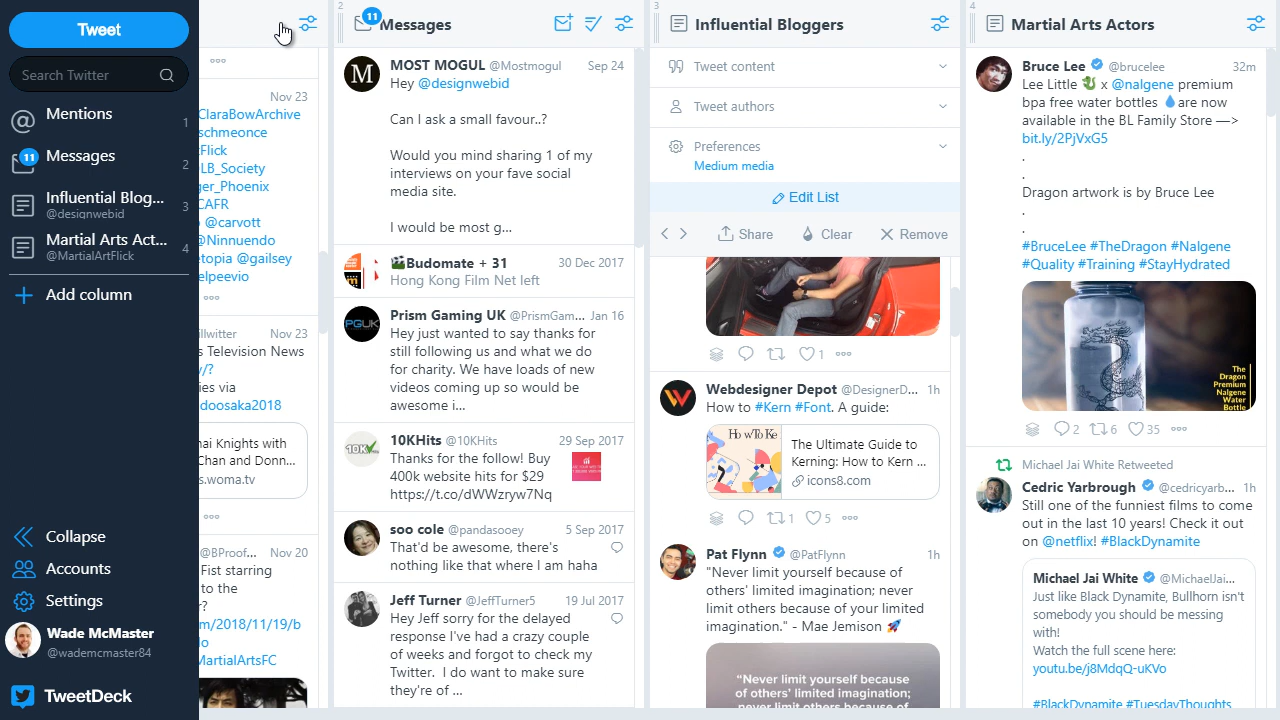 Tweet
Search Twitter
Mentions
1
11
Messages
2
Influential Blog...
@designwebid
3
Martial Arts Act...
@MartialArtFlick
4
Add column
Collapse
Accounts
Settings
Wade McMaster
@wademcmaster84
TweetDeck
Nov 23
ClaraBowArchive
schmeonce
Flick
LB_Society
ger_Phoenix
CAFR
@carvott
@Ninnuendo
etopia @gailsey
elpeevio
illwitter Nov 23
s Television News
y/?
ies via
doosaka2018
nai Knights with
Chan and Donn...
s.woma.tv
@BProof... Nov 20
Fist starring
to the
r?
m/2018/11/19/b
lo
MartialArtsFC
2
11
Messages
MOST MOGUL @Mostmogul Sep 24
Hey @designwebid
Can I ask a small favour..?
Would you mind sharing 1 of my
interviews on your fave social
media site.
I would be most g...
Budomate + 31 30 Dec 2017
Hong Kong Film Net left
PGUK
Prism Gaming UK @PrismGam... Jan 16
Hey just wanted to say thanks for
still following us and what we do
for charity. We have loads of new
videos coming up so would be
awesome i...
10K
10KHits @10KHits 29 Sep 2017
Thanks for the follow! Buy
400k website hits for $29
https://t.co/dWWzryw7Nq
soo cole @pandasooey 5 Sep 2017
That'd be awesome, there's
nothing like that where I am haha
Jeff Turner @JeffTurner5 19 Jul 2017
Hey Jeff sorry for the delayed
response I've had a crazy couple
of weeks and forgot to check my
Twitter. I do want to make sure
they're of ...
3
Influential Bloggers
Tweet content
Tweet authors
Preferences
Medium media
Edit List
Share Clear Remove
1
Webdesigner Depot @DesignerD... 1h
How to #Kern #Font. A guide:
How To Ke
The Ultimate Guide to
Kerning: How to Kern ...
icons8.com
1 5
Pat Flynn @PatFlynn 1h
"Never limit yourself because of
others' limited imagination; never
limit others because of your limited
imagination." - Mae Jemison
"Never limit yourself because
of others' limited imagination;
never limit others because of
4
Martial Arts Actors
Bruce Lee @brucelee 32m
Lee Little x @nalgene premium
bpa free water bottles are now
available in the BL Family Store —>
bit.ly/2PjVxG5
.
.
Dragon artwork is by Bruce Lee
.
.
#BruceLee #TheDragon #Nalgene
#Quality #Training #StayHydrated
The
Dragon
Premium
Nalgene
Water
Bottle
2 6 35
Michael Jai White Retweeted
Cedric Yarbrough @cedricyarb... 1h
Still one of the funniest films to come
out in the last 10 years! Check it out
on @netflix! #BlackDynamite
Michael Jai White @MichaelJai...
Just like Black Dynamite, Bullhorn isn't
somebody you should be messing
with!
Watch the full scene here:
youtu.be/j8MdqQ-uKVo
#BlackDynamite #TuesdayThoughts